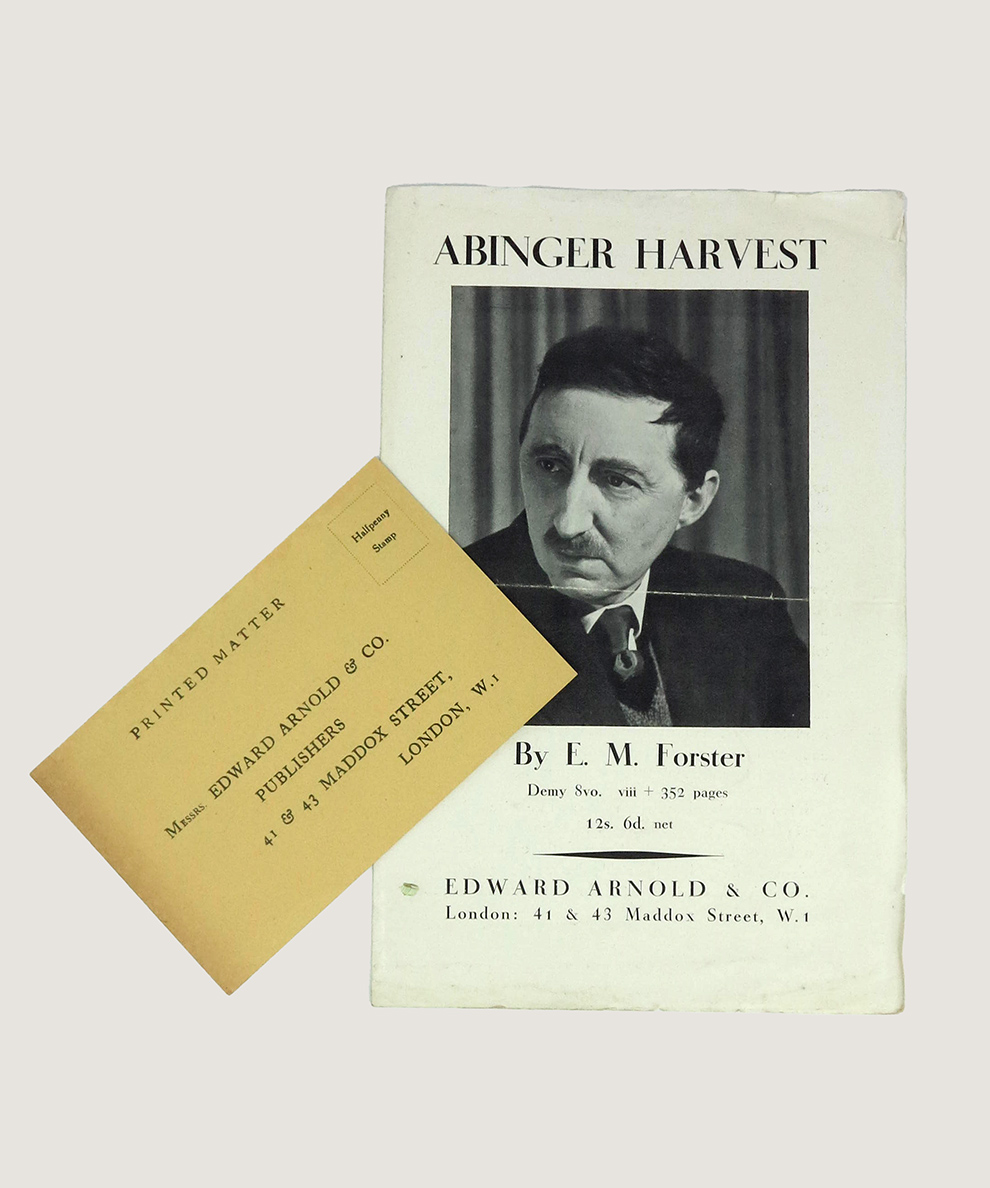 ABINGER HARVEST
By E. M. Forster
Demy 8vo. viii + 352 pages
12s. 6d. net
EDWARD ARNOLD & CO.
London: 41 & 43 Maddox Street, W.1
Halfpenny
Stamp
PRINTED MATTER
MESSRS. EDWARD ARNOLD & CO.
PUBLISHERS
41 & 43 MADDOX STREET,
LONDON, W.1